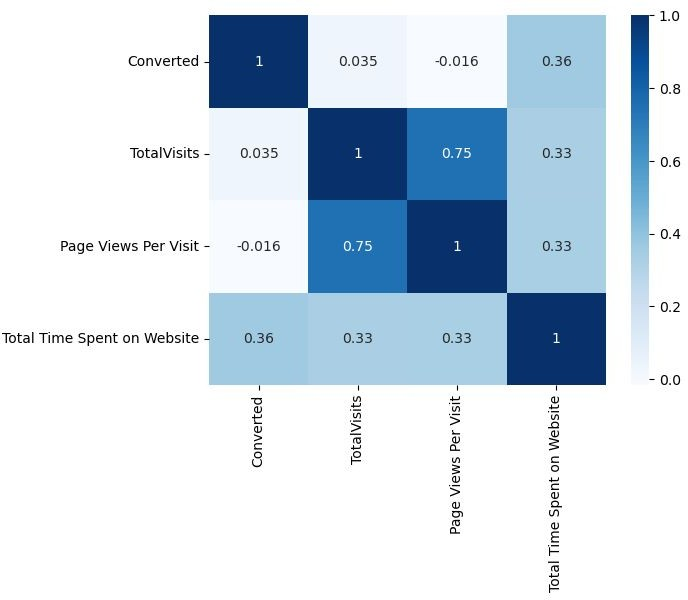 Converted 1 0.035 -0.016 0.36
TotalVisits 0.035 1 0.75 0.33
Page Views Per Visit -0.016 0.75 1 0.33
Total Time Spent on Website 0.36 0.33 0.33 1
Converted
TotalVisits
Page Views Per Visit
Total Time Spent on Website
1.0
0.8
0.6
0.4
0.2
0.0